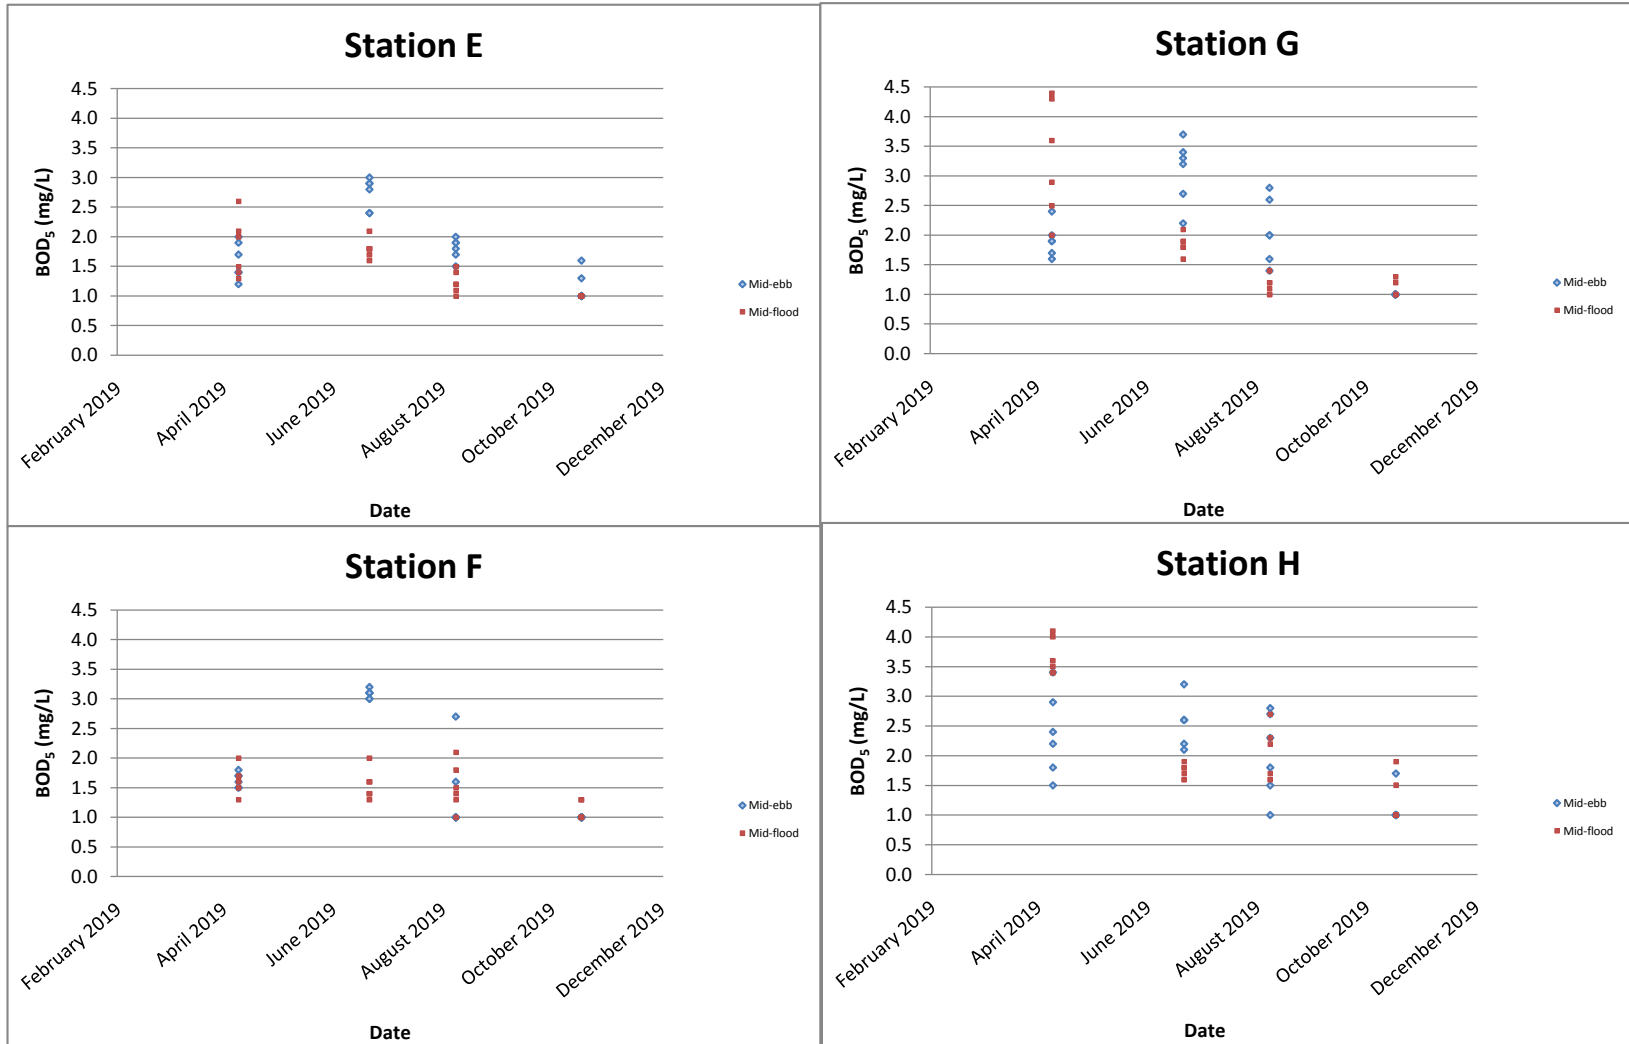 Station E
4.5
4.0
3.5
3.0
2.5
2.0
1.5
1.0
0.5
0.0
BOD₅ (mg/L)
February 2019
April 2019
June 2019
August 2019
October 2019
December 2019
Date
Mid-ebb
Mid-flood
Station G
4.5
4.0
3.5
3.0
2.5
2.0
1.5
1.0
0.5
0.0
BOD₅ (mg/L)
February 2019
April 2019
June 2019
August 2019
October 2019
December 2019
Date
Mid-ebb
Mid-flood
Station F
4.5
4.0
3.5
3.0
2.5
2.0
1.5
1.0
0.5
0.0
BOD₅ (mg/L)
February 2019
April 2019
June 2019
August 2019
October 2019
December 2019
Date
Mid-ebb
Mid-flood
Station H
4.5
4.0
3.5
3.0
2.5
2.0
1.5
1.0
0.5
0.0
BOD₅ (mg/L)
February 2019
April 2019
June 2019
August 2019
October 2019
December 2019
Date
Mid-ebb
Mid-flood